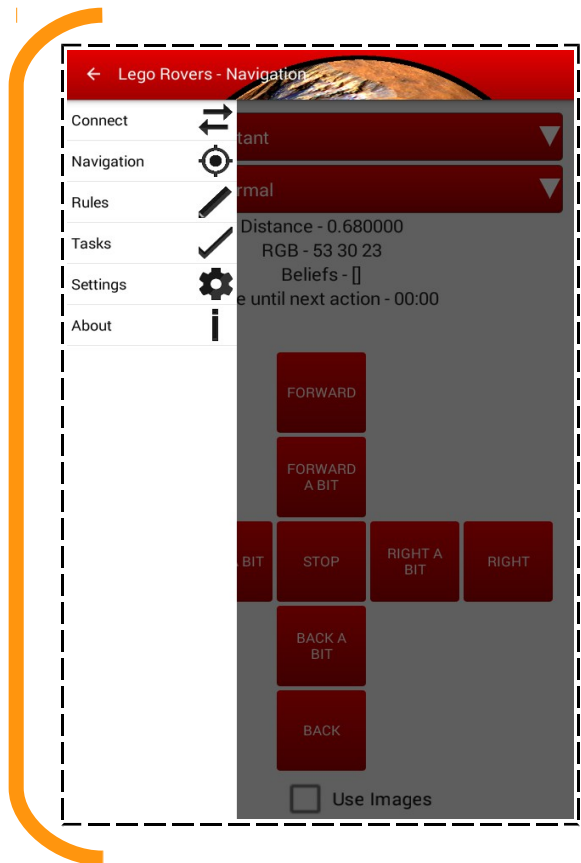 Lego Rovers - Navigation
Connect
Navigation
Rules
Tasks
Settings
About
tant
rmal
Distance - 0.680000
RGB - 53 30 23
Beliefs - []
e until next action - 00:00
FORWARD
FORWARD
A BIT
BIT
STOP
RIGHT A
BIT
RIGHT
BACK A
BIT
BACK
Use Images